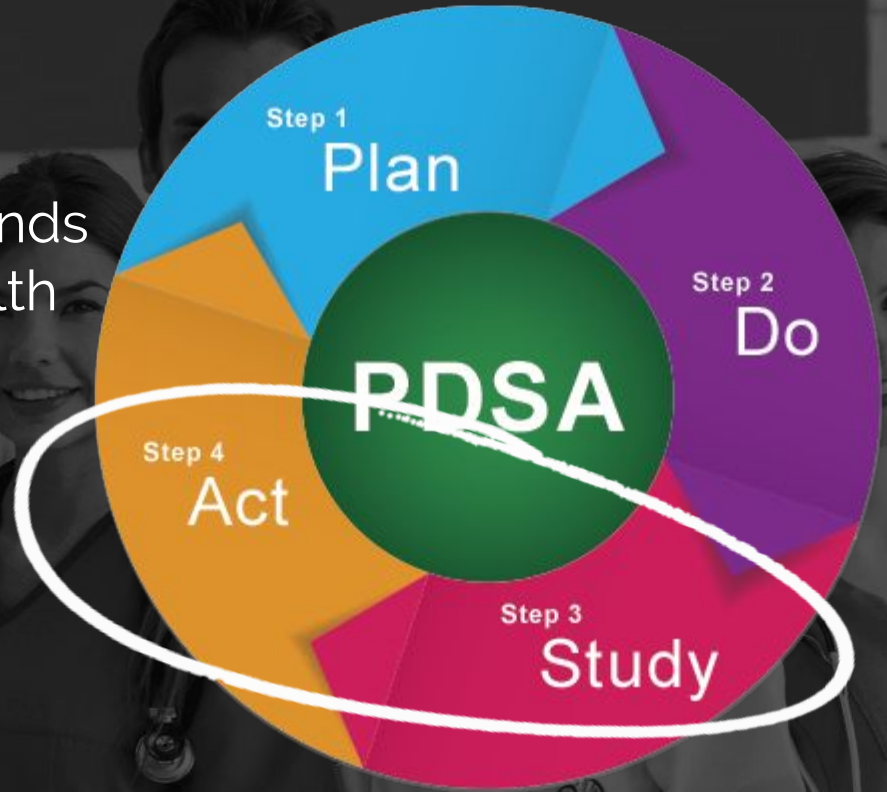 Step 1
Plan
Step 2
Do
PDSA
Step 4
Act
Step 3
Study